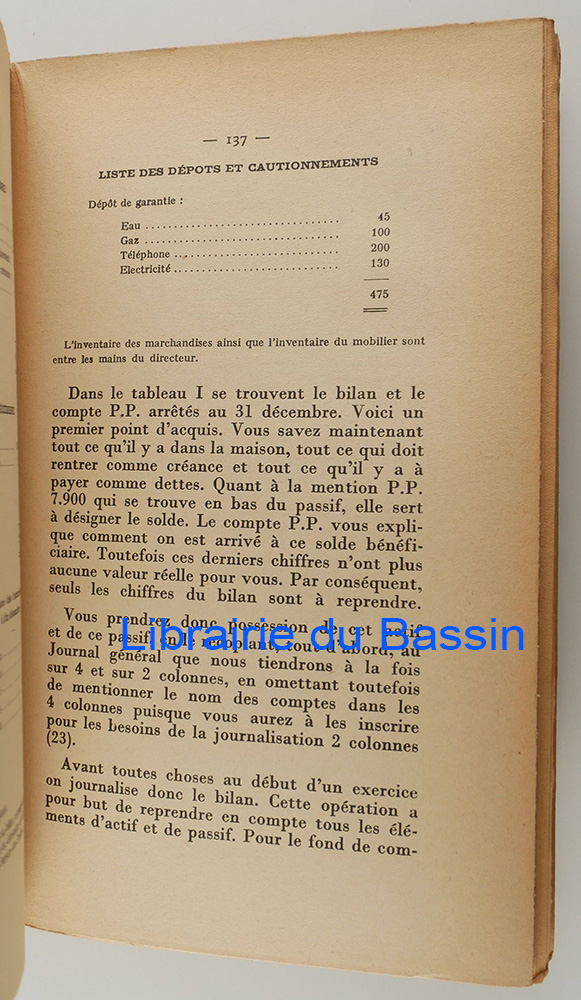 — 137 —
LISTE DES DÉPOTS ET CAUTIONNEMENTS
Dépôt de garantie :
Eau ................................ 45
Gaz ................................ 100
Téléphone .......................... 200
Electricité ......................... 130
475
L'inventaire des marchandises ainsi que l'inventaire du mobilier sont
entre les mains du directeur.
Dans le tableau I se trouvent le bilan et le
compte P.P. arrêtés au 31 décembre. Voici un
premier point d'acquis. Vous savez maintenant
tout ce qu'il y a dans la maison, tout ce qui doit
rentrer comme créance et tout ce qu'il y a à
payer comme dettes. Quant à la mention P.P.
7.900 qui se trouve en bas du passif, elle sert
à désigner le solde. Le compte P.P. vous expli-
que comment on est arrivé à ce solde bénéfi-
ciaire. Toutefois ces derniers chiffres n'ont plus
aucune valeur réelle pour vous. Par conséquent,
seuls les chiffres du bilan sont à reprendre.
Vous prendrez donc possession de cet actif
et de ce passif en le recopiant, tout d'abord, au
Librairie du Bassin
Journal général que nous tiendrons à la fois
sur 4 et sur 2 colonnes, en omettant toutefois
de mentionner le nom des comptes dans les
4 colonnes puisque vous aurez à les inscrire
pour les besoins de la journalisation 2 colonnes
(23).
Avant toutes choses au début d'un exercice
on journalise donc le bilan. Cette opération a
pour but de reprendre en compte tous les élé-
ments d'actif et de passif. Pour le fond de com-